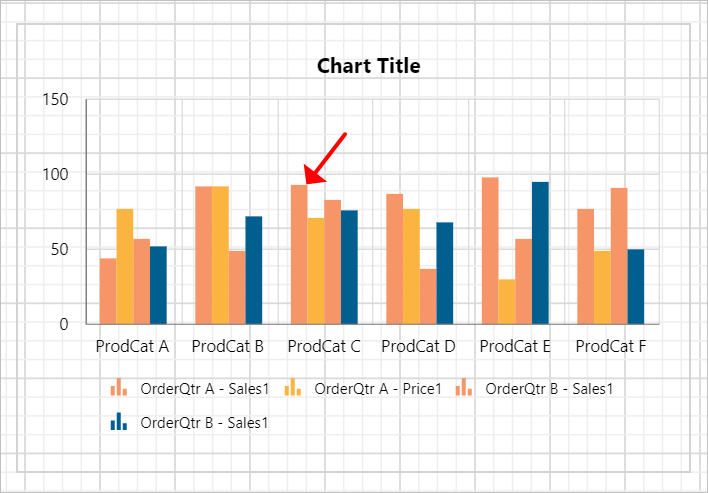 Chart Title
150
100
50
0
ProdCat A ProdCat B ProdCat C ProdCat D ProdCat E ProdCat F
OrderQtr A - Sales1 OrderQtr A - Price1 OrderQtr B - Sales1
OrderQtr B - Sales1